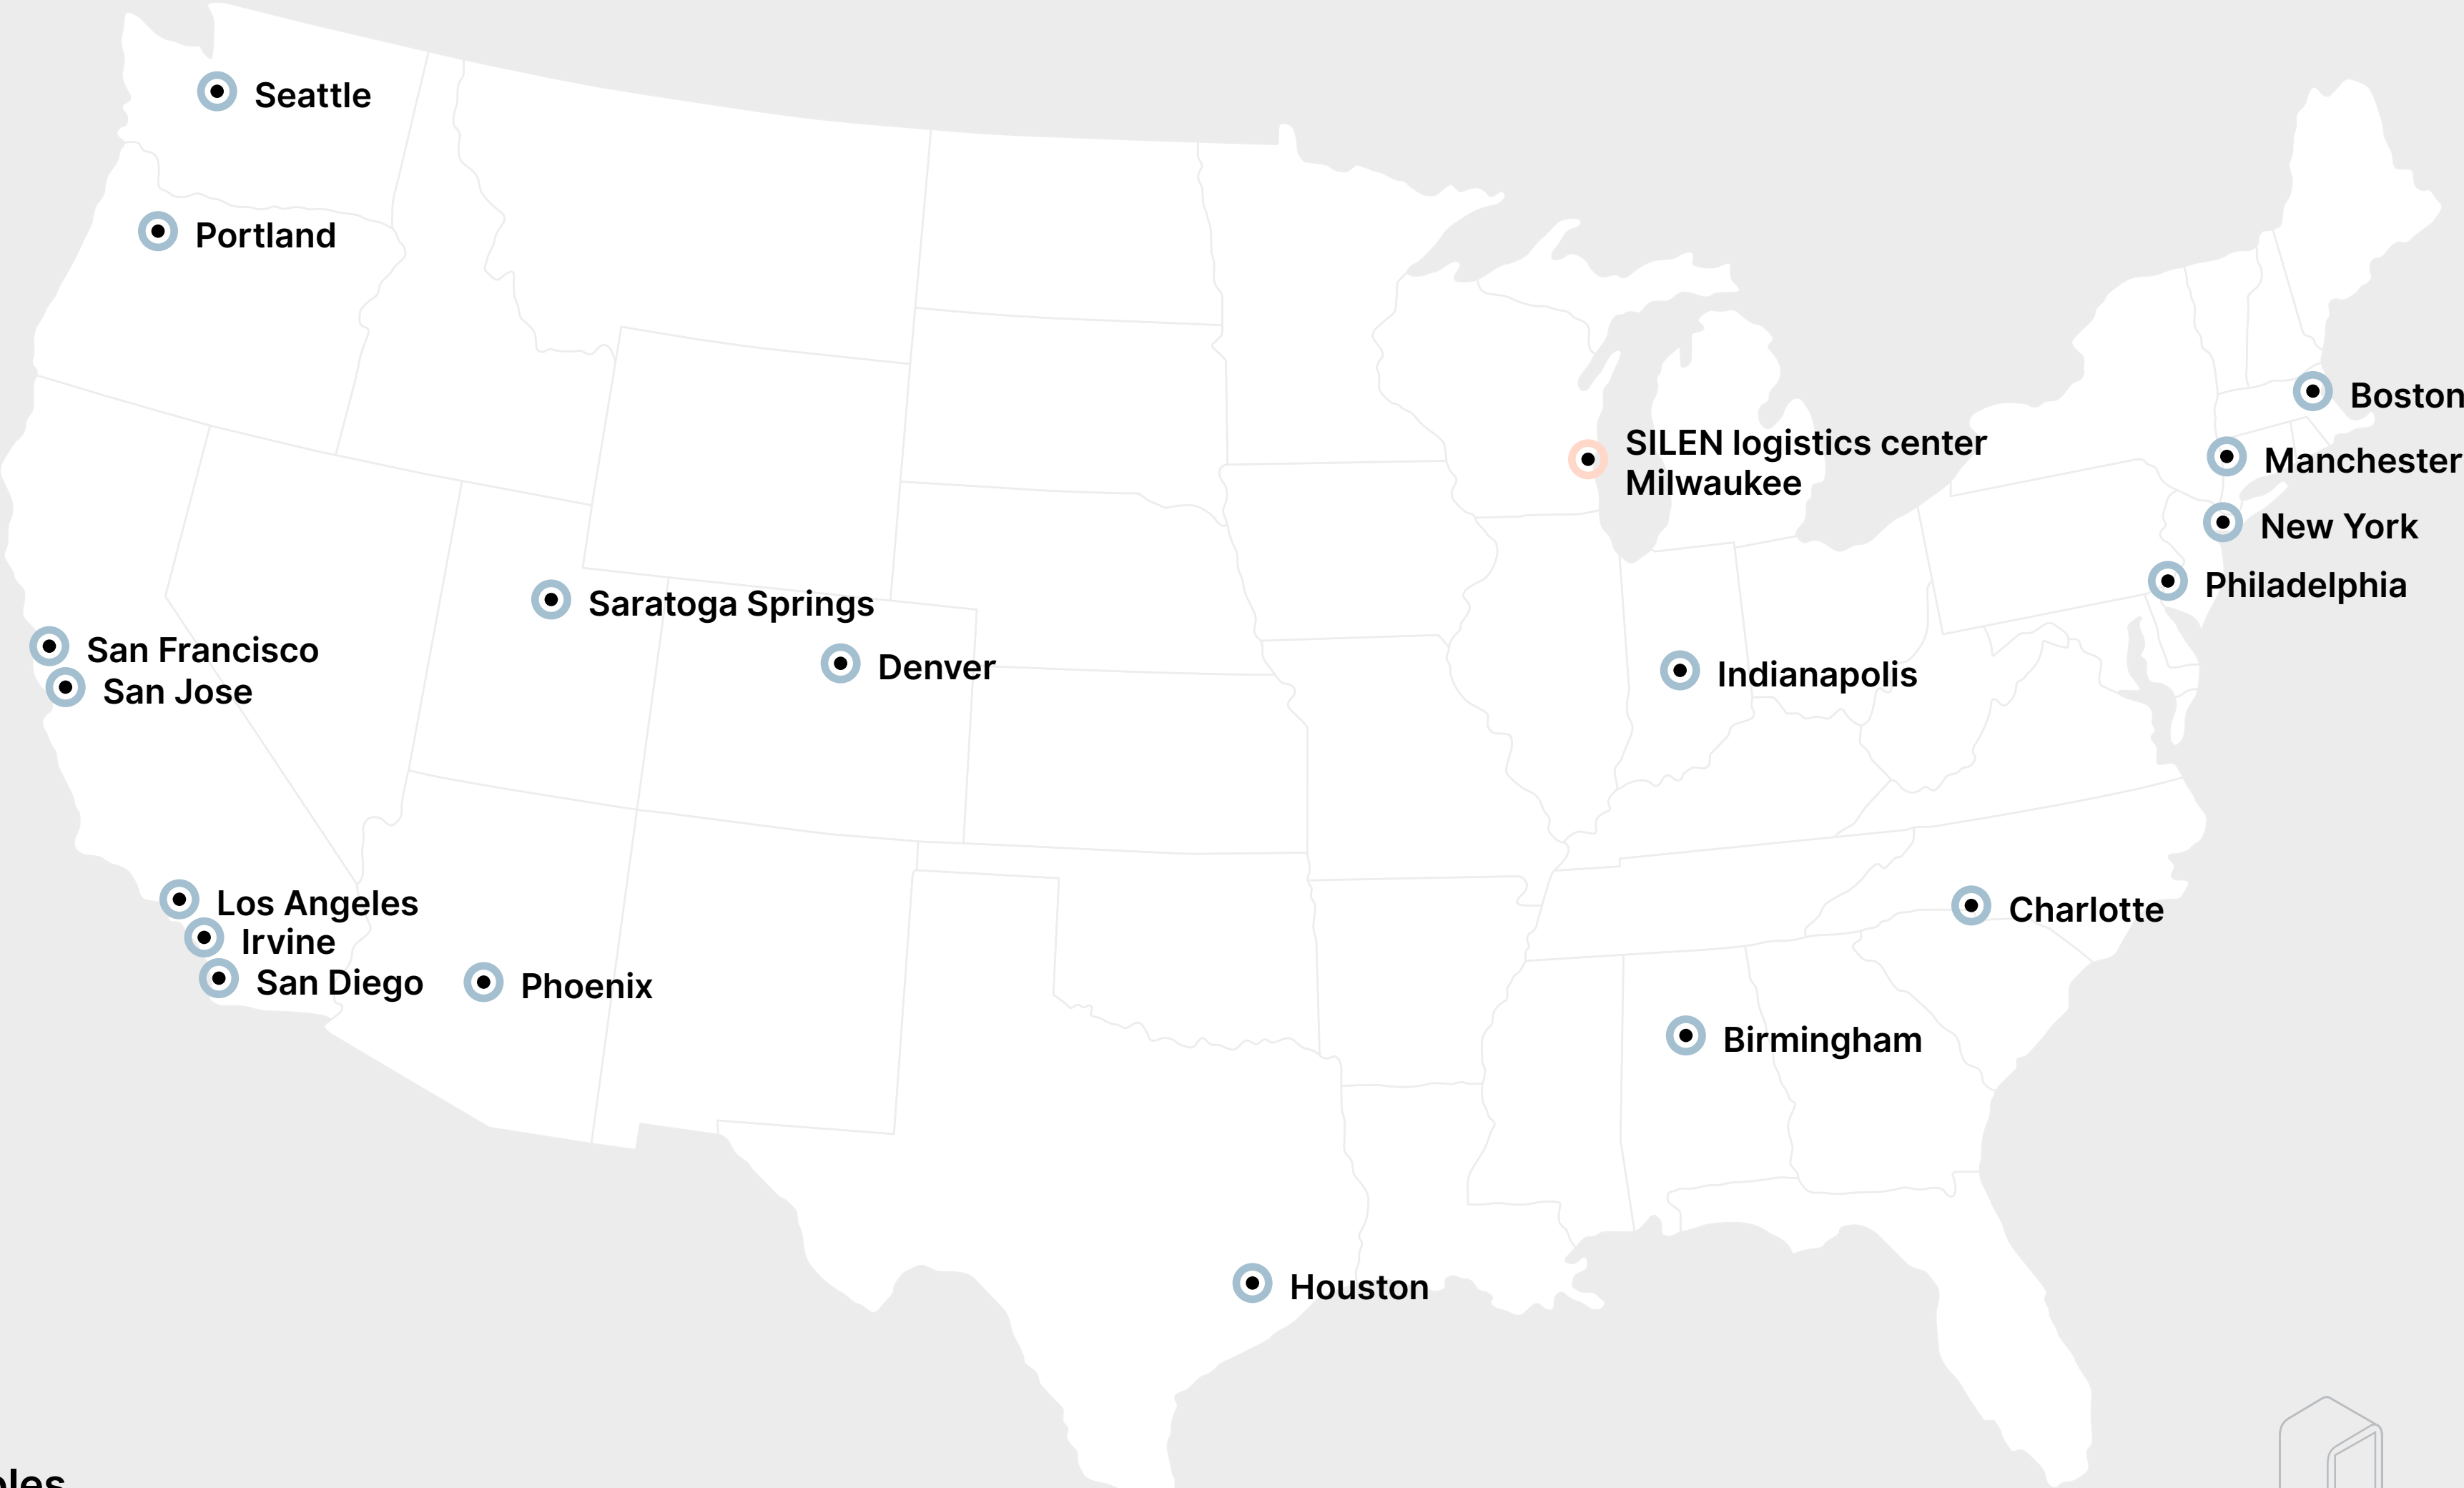 Seattle
Portland
Boston
SILEN logistics center
Milwaukee
Manchester
New York
Philadelphia
Saratoga Springs
San Francisco
Denver
Indianapolis
San Jose
Los Angeles
Charlotte
Irvine
San Diego
Phoenix
Birmingham
Houston